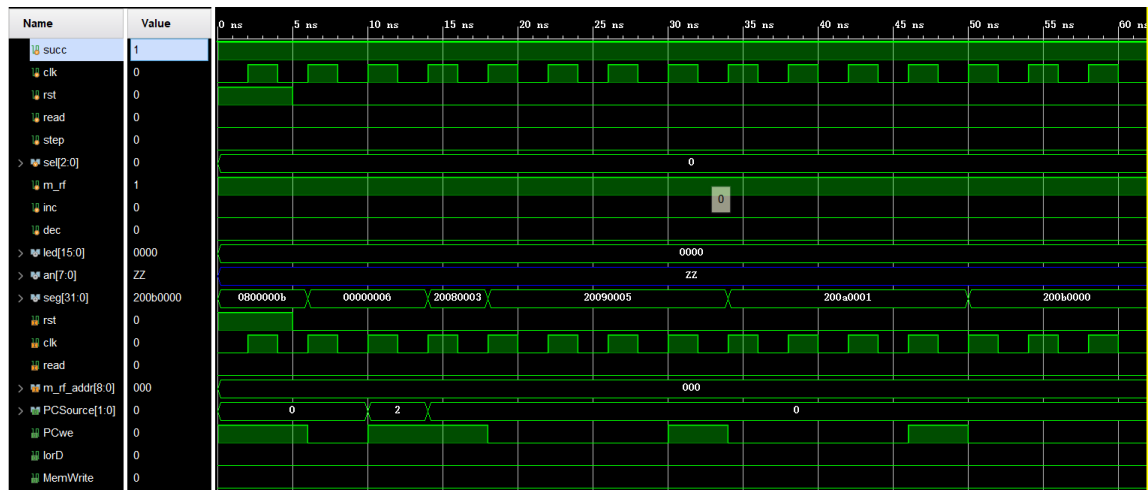 Name Value 0 ns 5 ns 10 ns 15 ns 20 ns 25 ns 30 ns 35 ns 40 ns 45 ns 50 ns 55 ns 60 ns
succ 1
clk 0
rst 0
read 0
step 0
sel[2:0] 0 0
m_rf 1
inc 0 0
dec 0
led[15:0] 0000 0000
an[7:0] ZZ ZZ
seg[31:0] 200b0000 0800000b 00000006 20080003 20090005 200a0001 200b0000
rst 0
clk 0
read 0
m_rf_addr[8:0] 000 000
PCSource[1:0] 0 0 2 0
PCwe 0
IorD 0
MemWrite 0